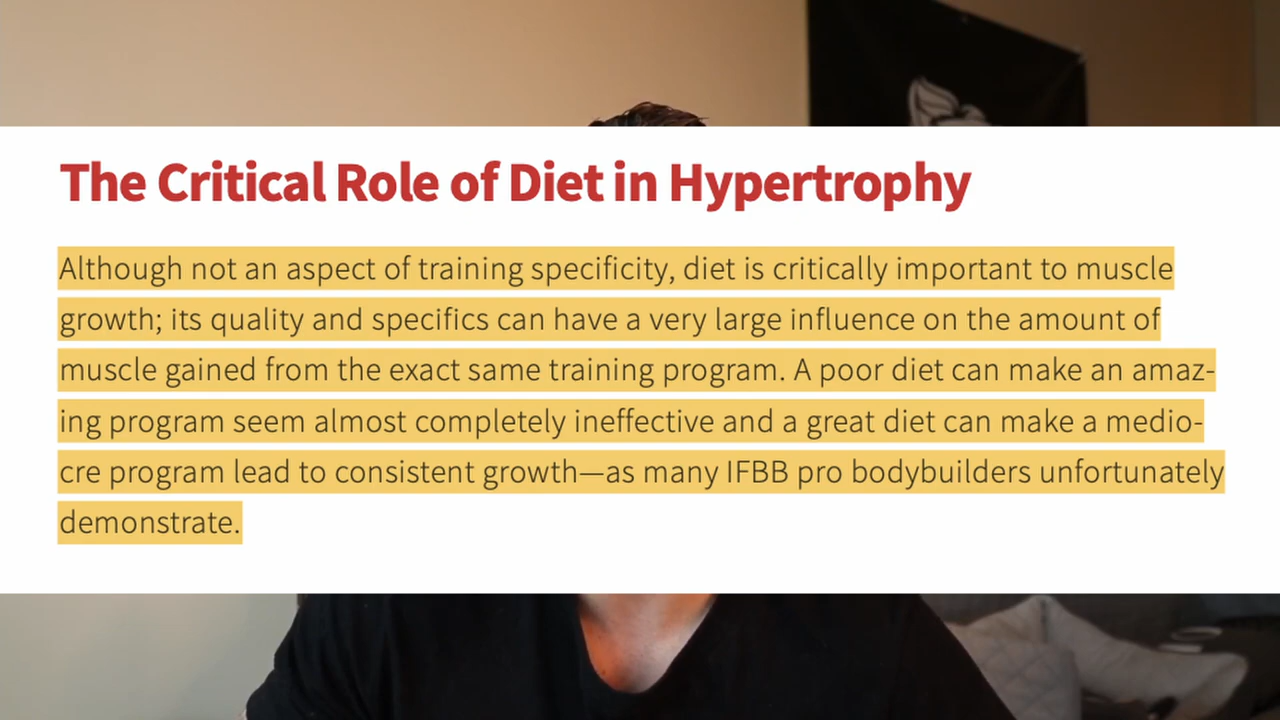 The Critical Role of Diet in Hypertrophy
Although not an aspect of training specificity, diet is critically important to muscle
growth; its quality and specifics can have a very large influence on the amount of
muscle gained from the exact same training program. A poor diet can make an amaz-
ing program seem almost completely ineffective and a great diet can make a medio-
cre program lead to consistent growth—as many IFBB pro bodybuilders unfortunately
demonstrate.